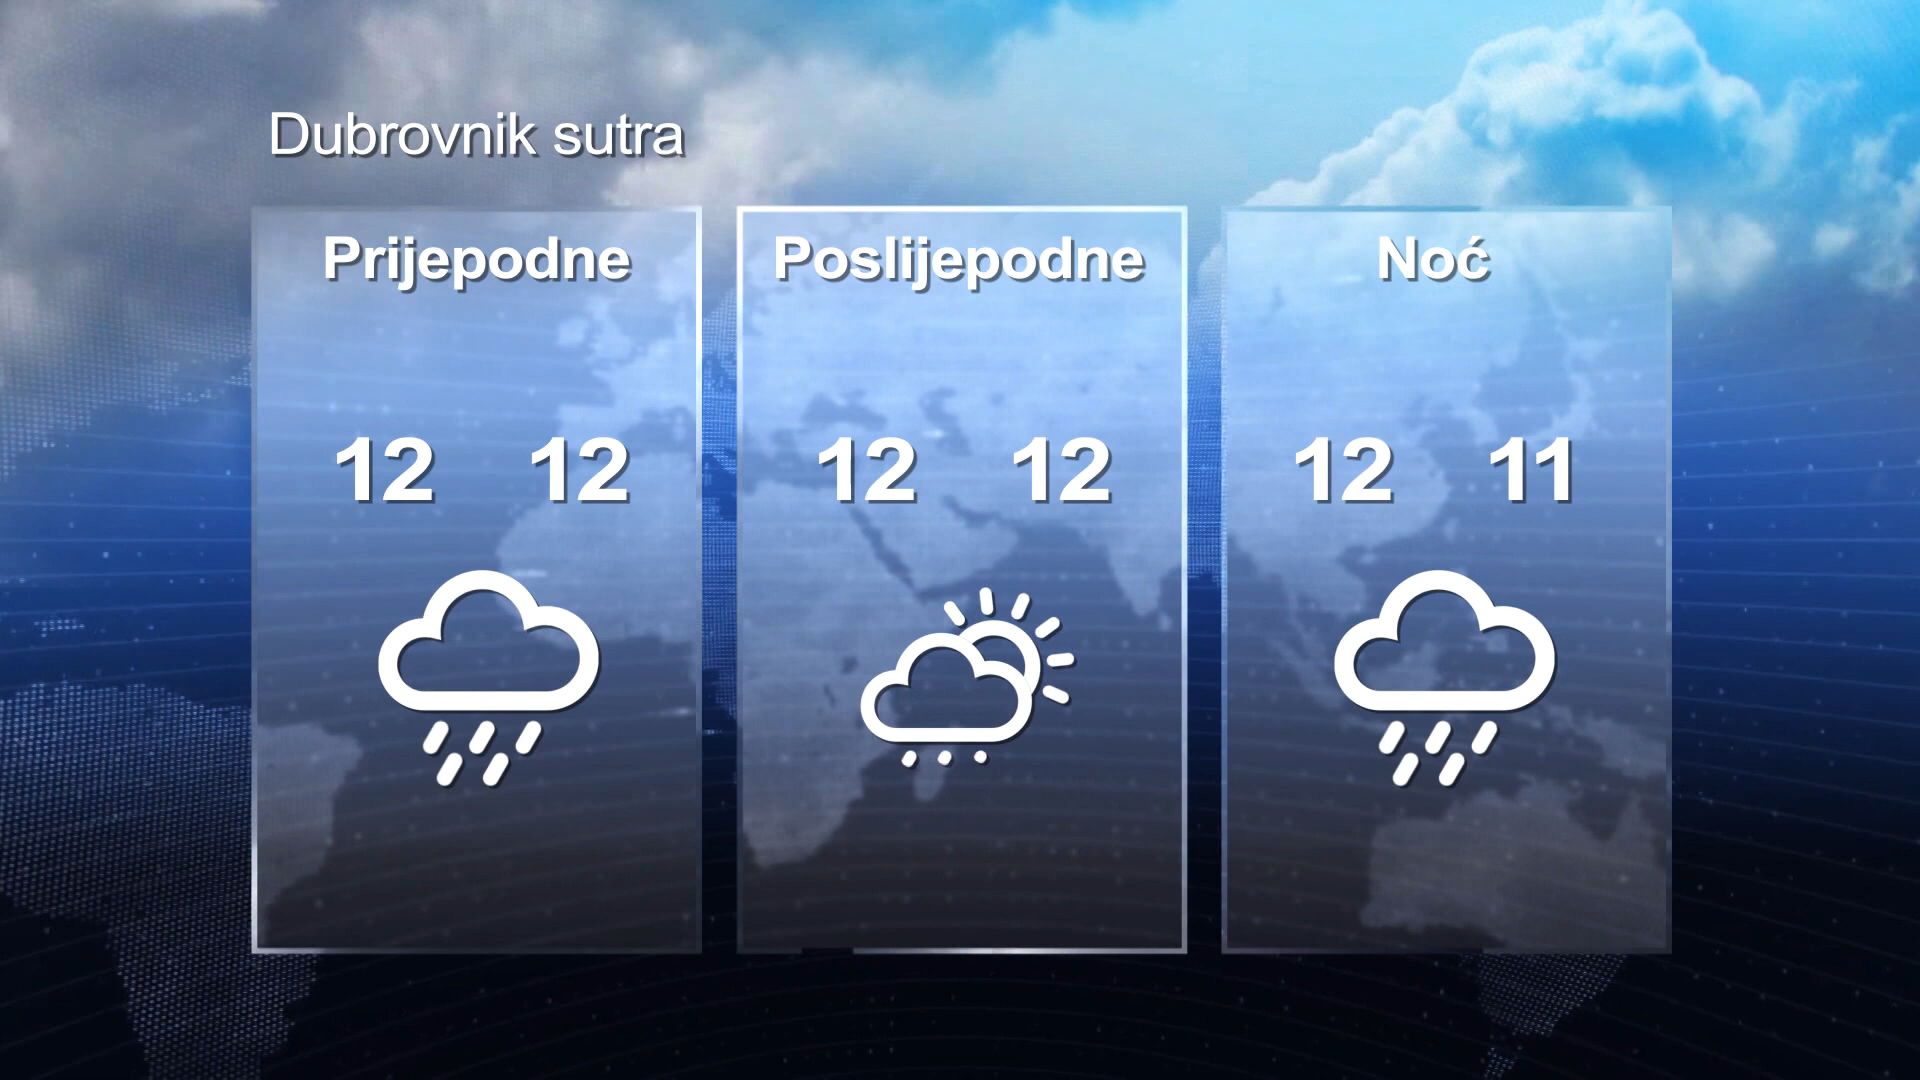 Dubrovnik sutra
Prijepodne
12 12
Poslijepodne
12 12
Noć
12 11